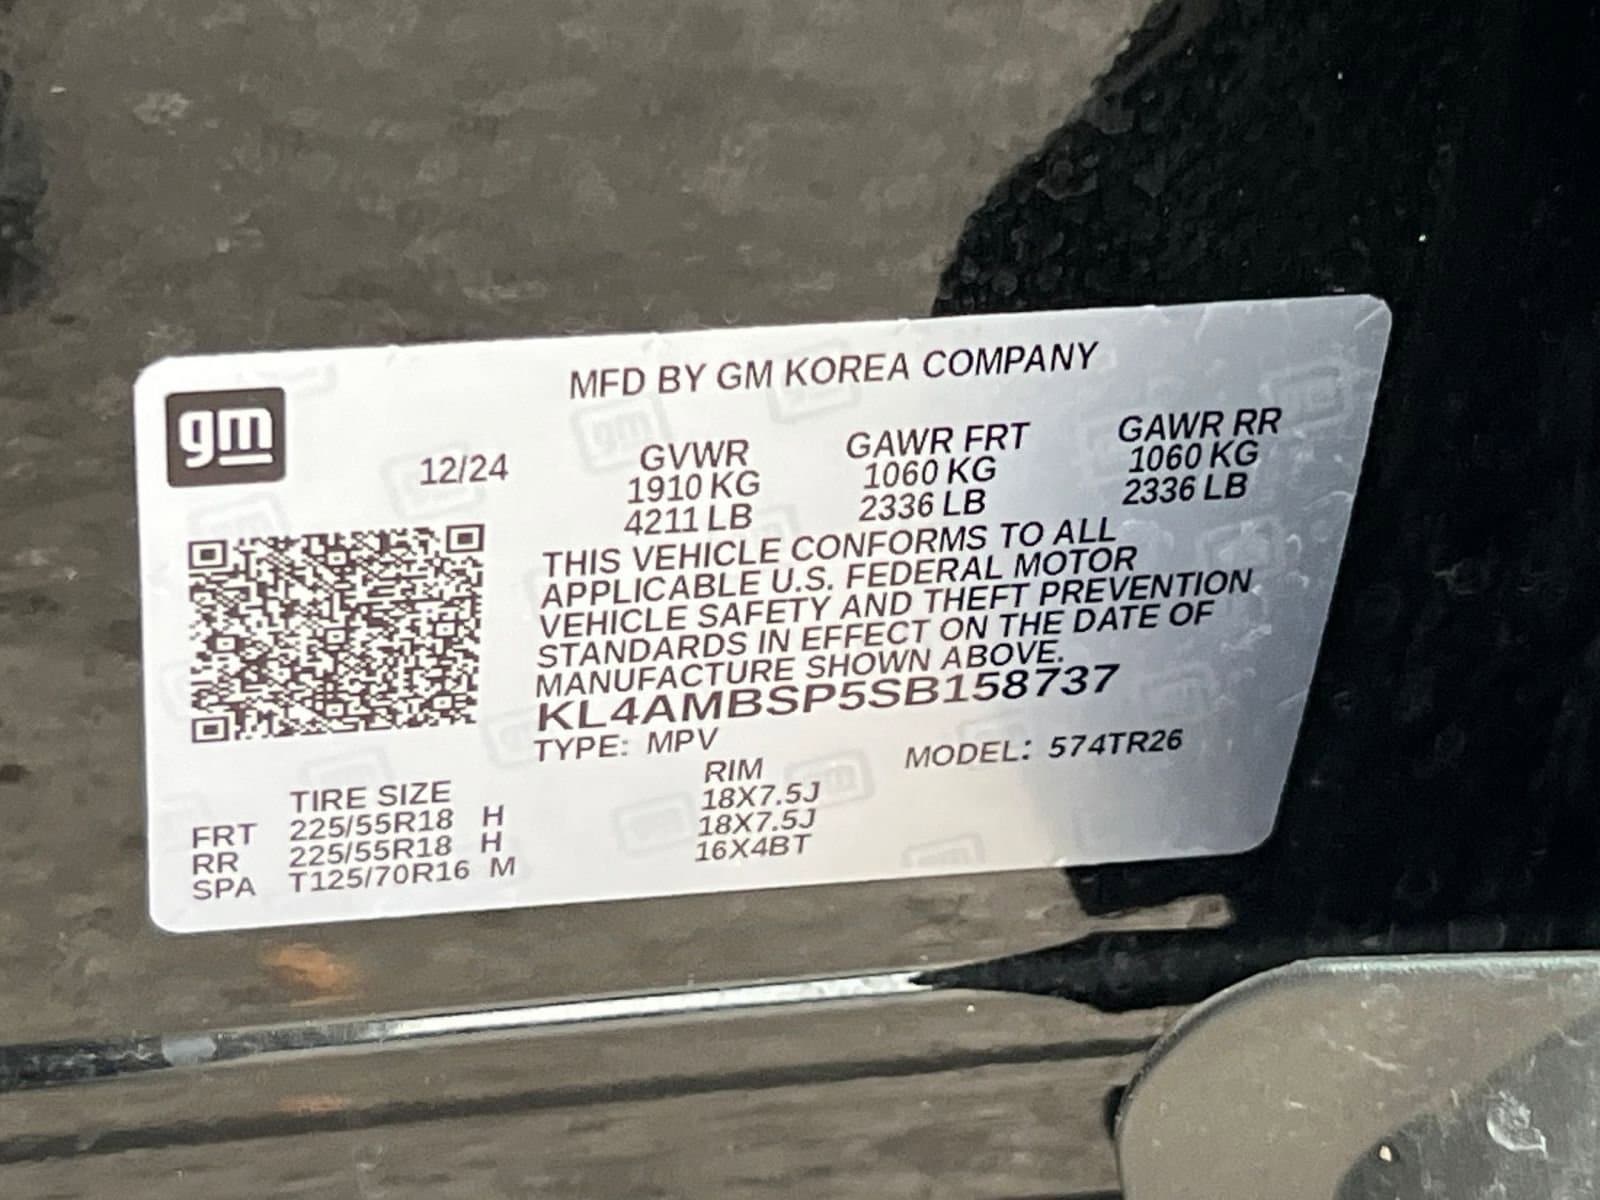 gm
MFD BY GM KOREA COMPANY
12/24 GVWR GAWR FRT GAWR RR
1910 KG 1060 KG 1060 KG
4211 LB 2336 LB 2336 LB
THIS VEHICLE CONFORMS TO ALL
APPLICABLE U.S. FEDERAL MOTOR
VEHICLE SAFETY AND THEFT PREVENTION
STANDARDS IN EFFECT ON THE DATE OF
MANUFACTURE SHOWN ABOVE.
KL4AMBSP5SB158737
TYPE: MPV MODEL: 574TR26
TIRE SIZE RIM
FRT 225/55R18 H 18X7.5J
RR 225/55R18 H 18X7.5J
SPA T125/70R16 M 16X4BT